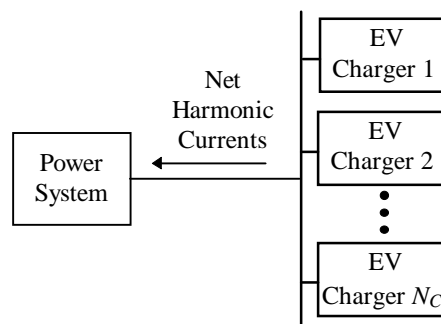 Net
Harmonic
Currents
Power
System
EV
Charger 1
EV
Charger 2
EV
Charger N_C